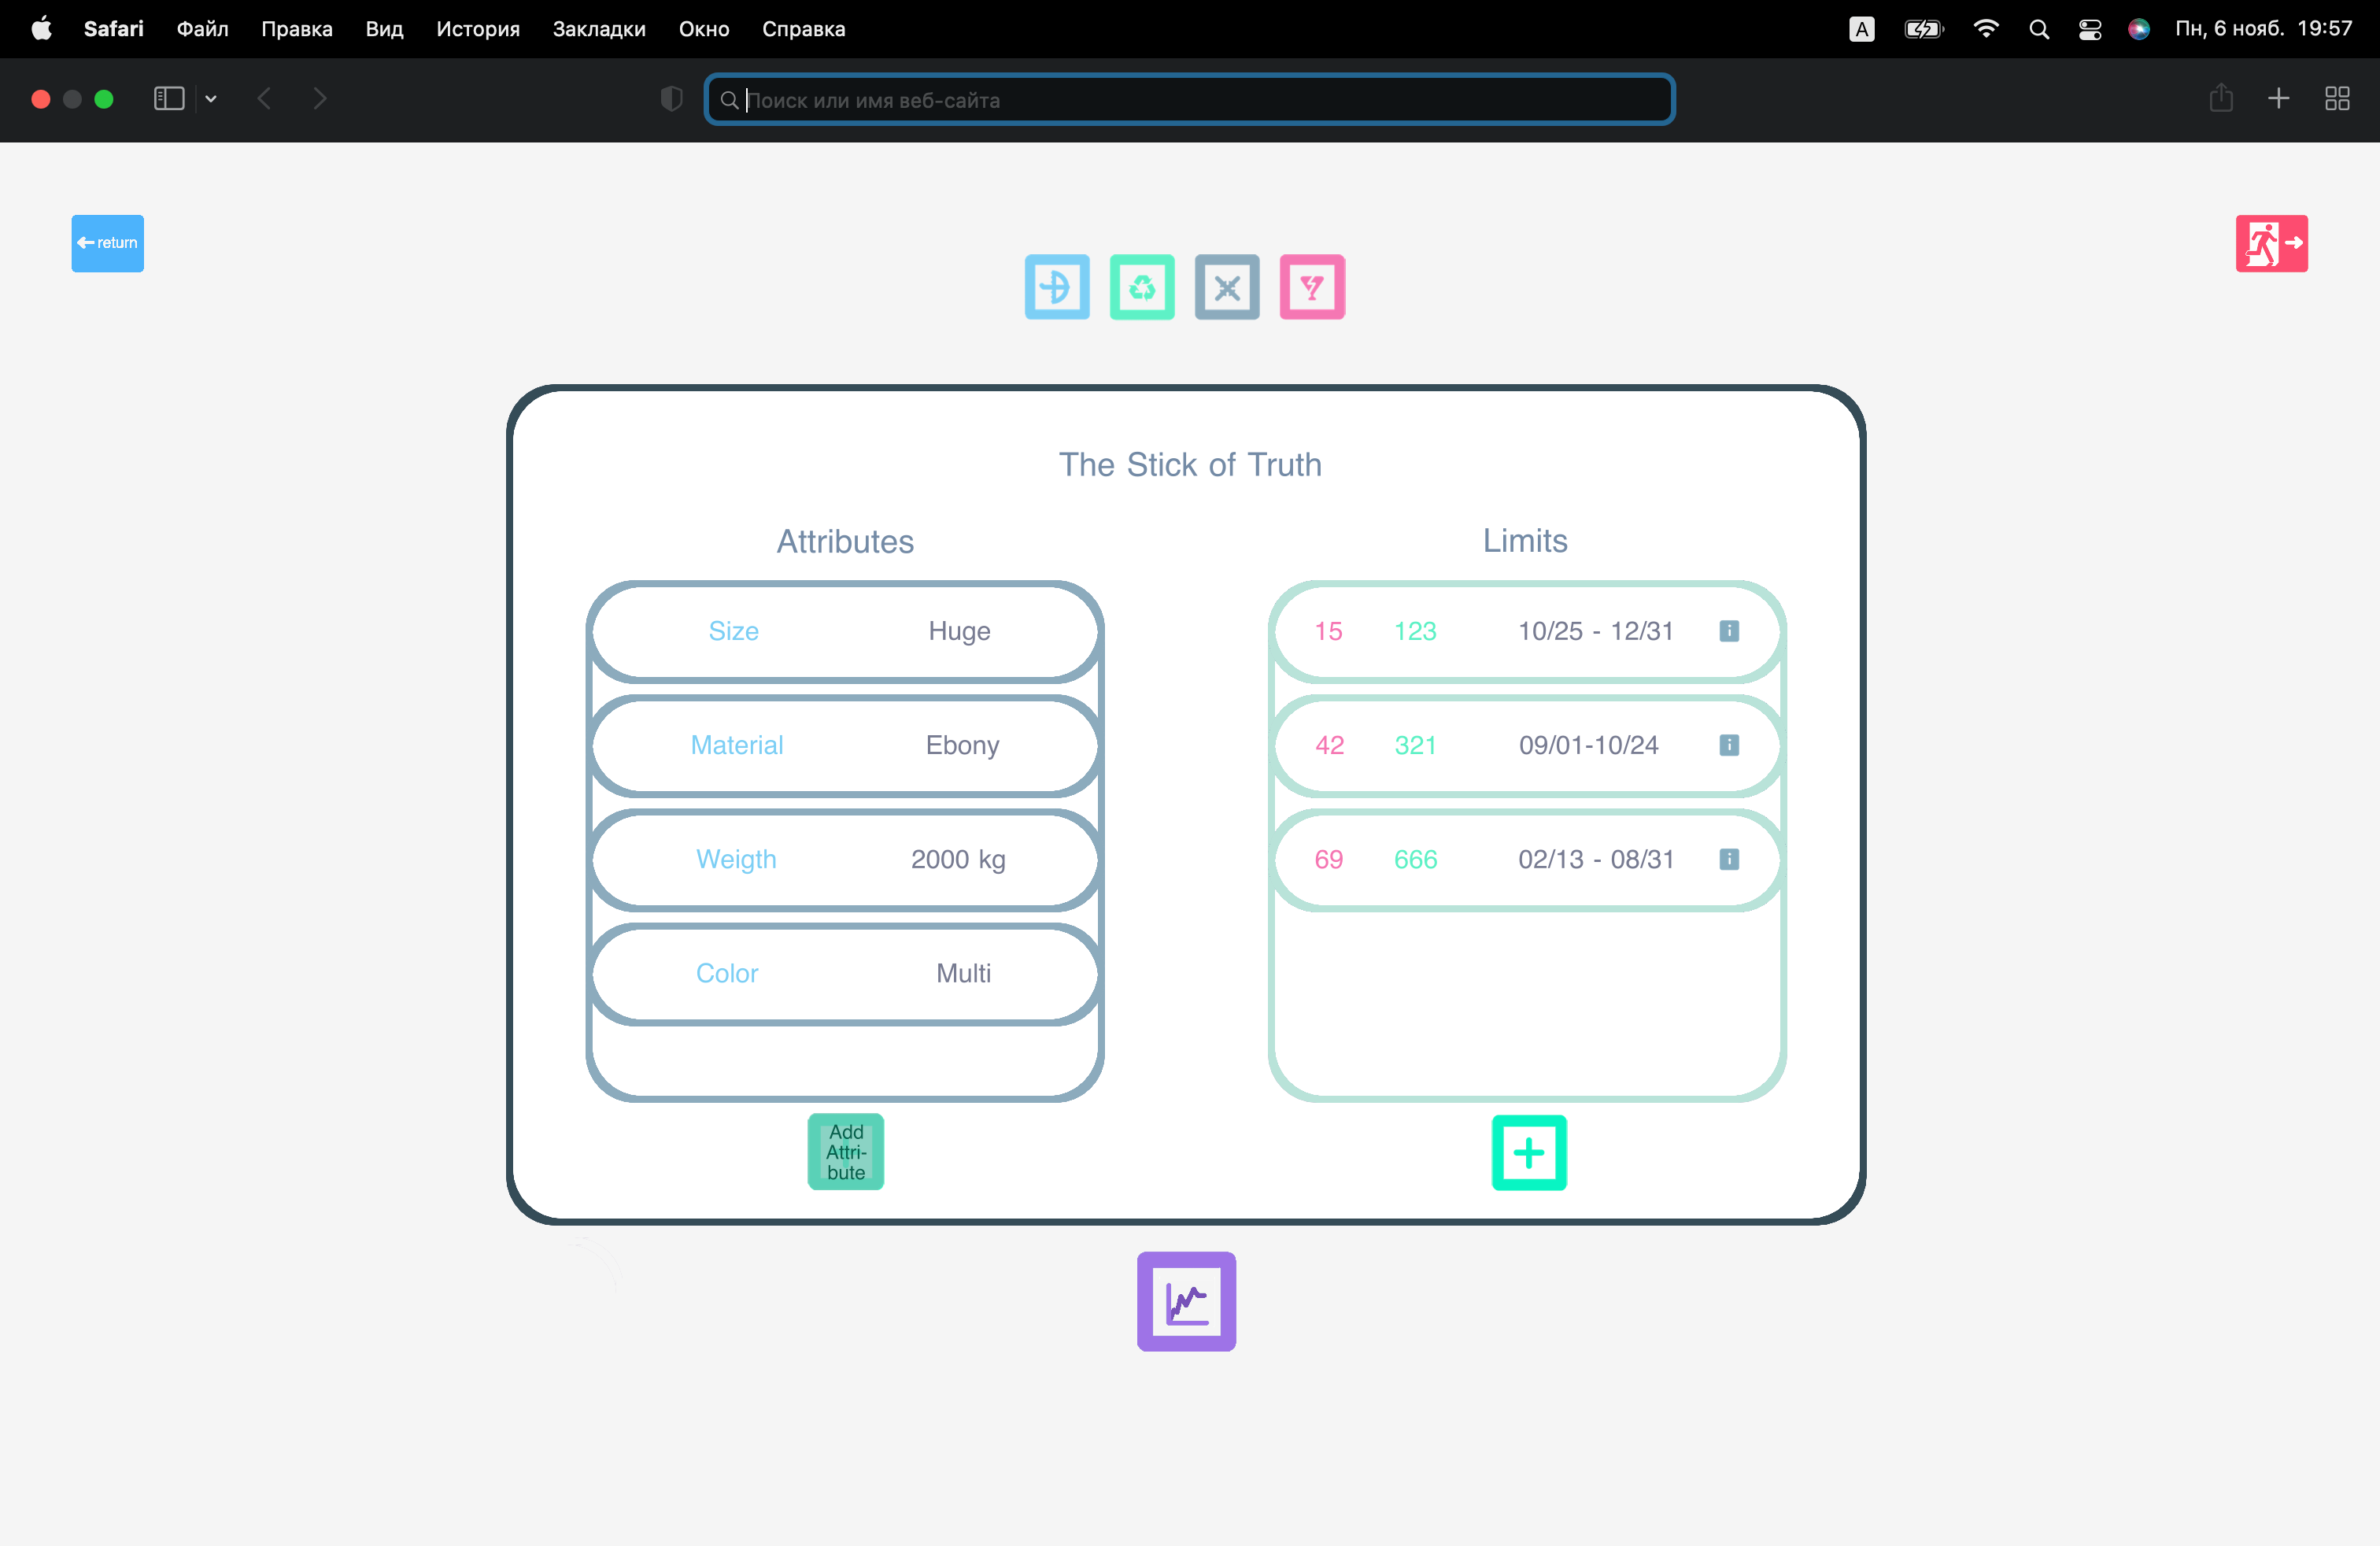 Safari Файл Правка Вид История Закладки Окно Справка A Пн, 6 нояб. 19:57
Поиск или имя веб-сайта
return
The Stick of Truth
Attributes
Size Huge
Material Ebony
Weigth 2000 kg
Color Multi
Add
Attri-
bute
Limits
15 123 10/25 - 12/31 i
42 321 09/01-10/24 i
69 666 02/13 - 08/31 i